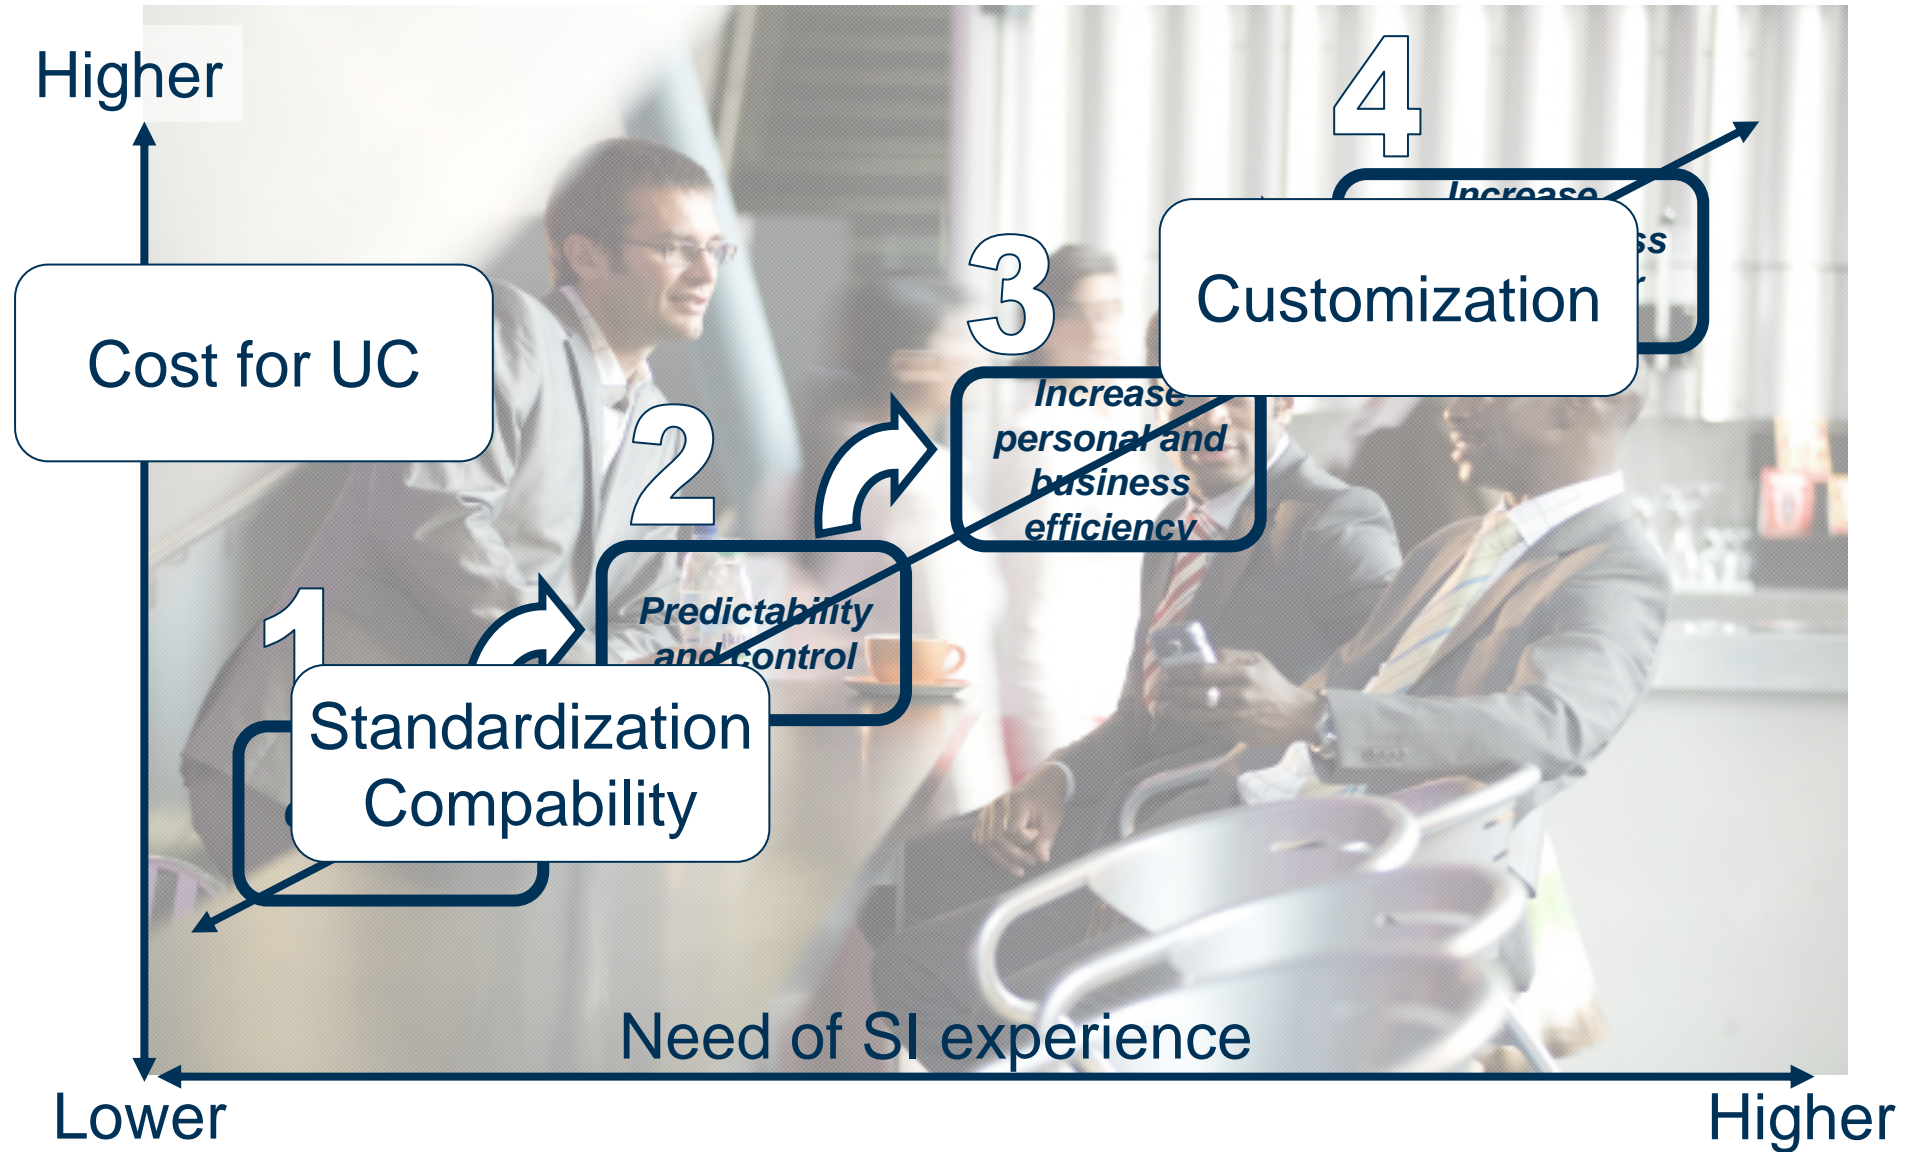 Higher
4
Increase
ss
3
Customization
Cost for UC
Increase
personal and
business
efficiency
2
Predictability
and control
1
Standardization
Compability
Need of SI experience
Lower
Higher